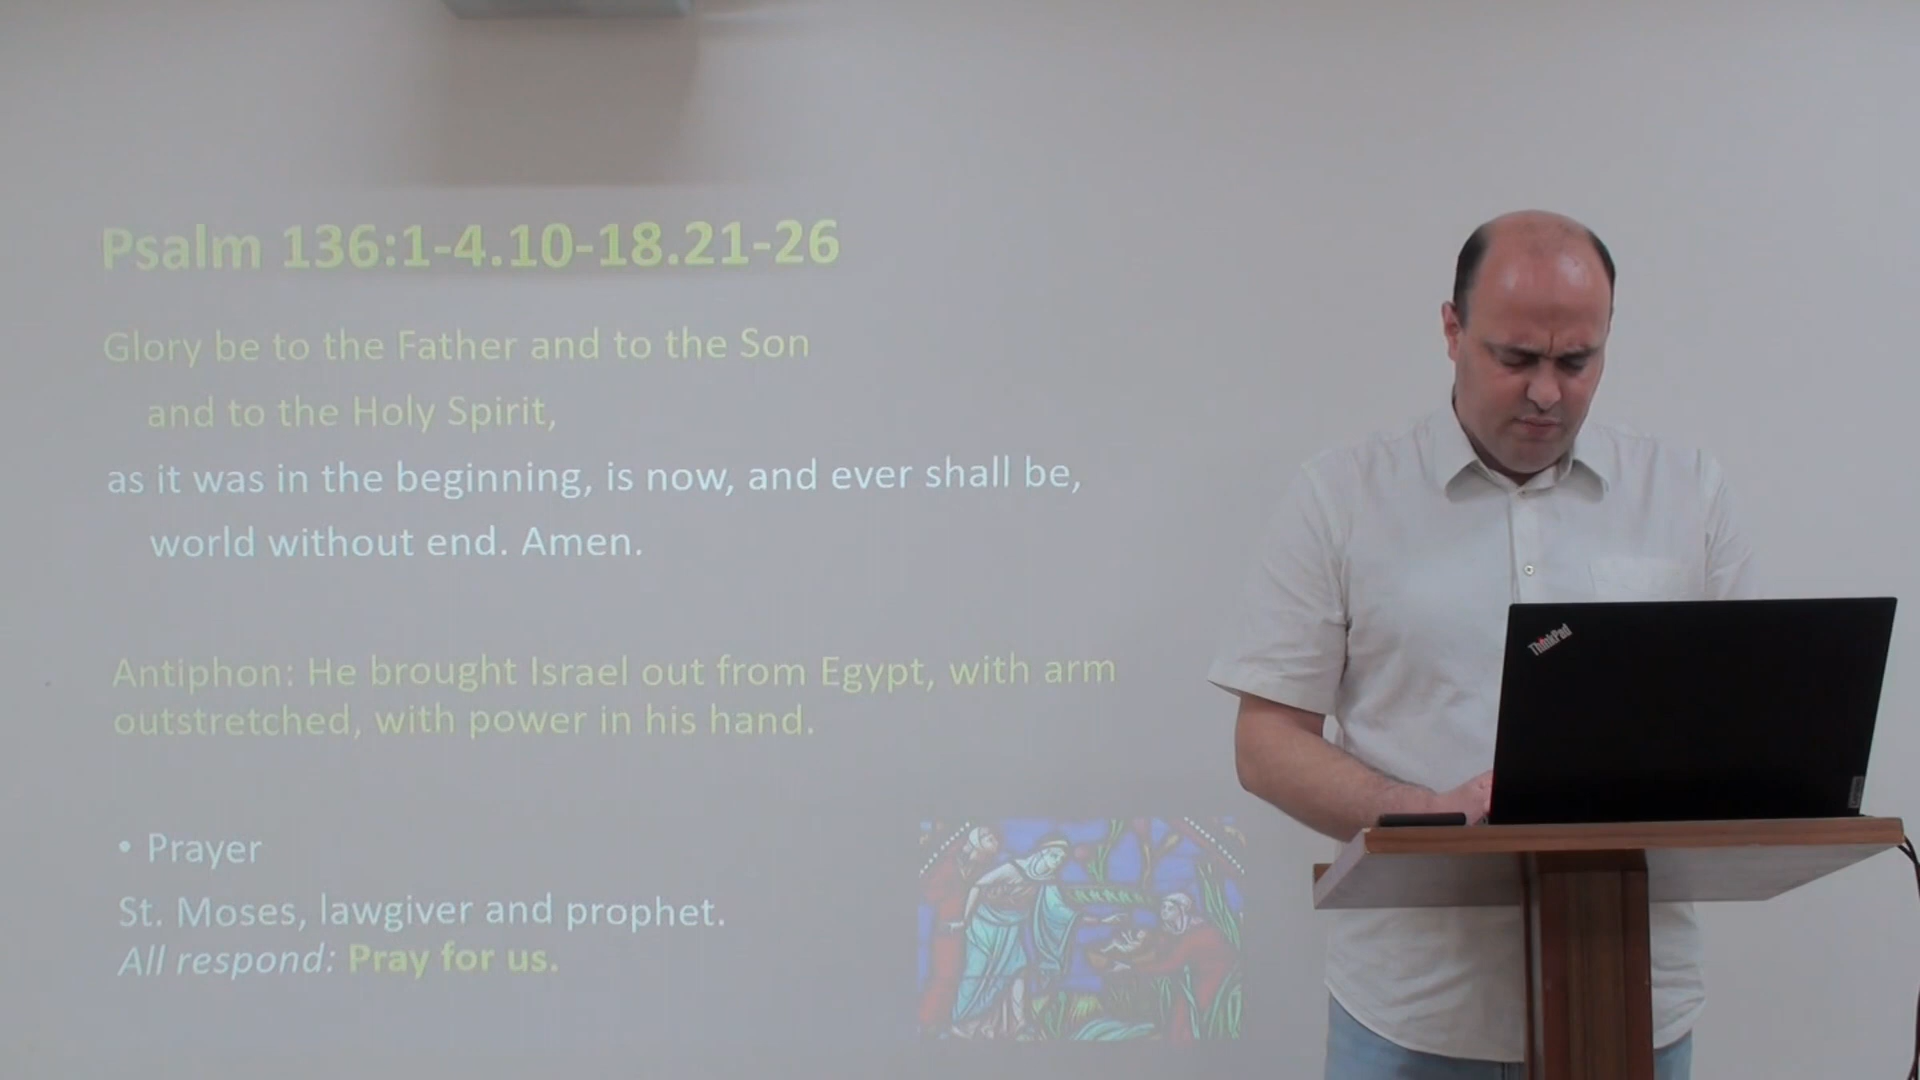 Psalm 136:1-4.10-18.21-26
Glory be to the Father and to the Son
and to the Holy Spirit,
as it was in the beginning, is now, and ever shall be,
world without end. Amen.
Antiphon: He brought Israel out from Egypt, with arm
outstretched, with power in his hand.
• Prayer
St. Moses, lawgiver and prophet.
All respond: Pray for us.
ThinkPad